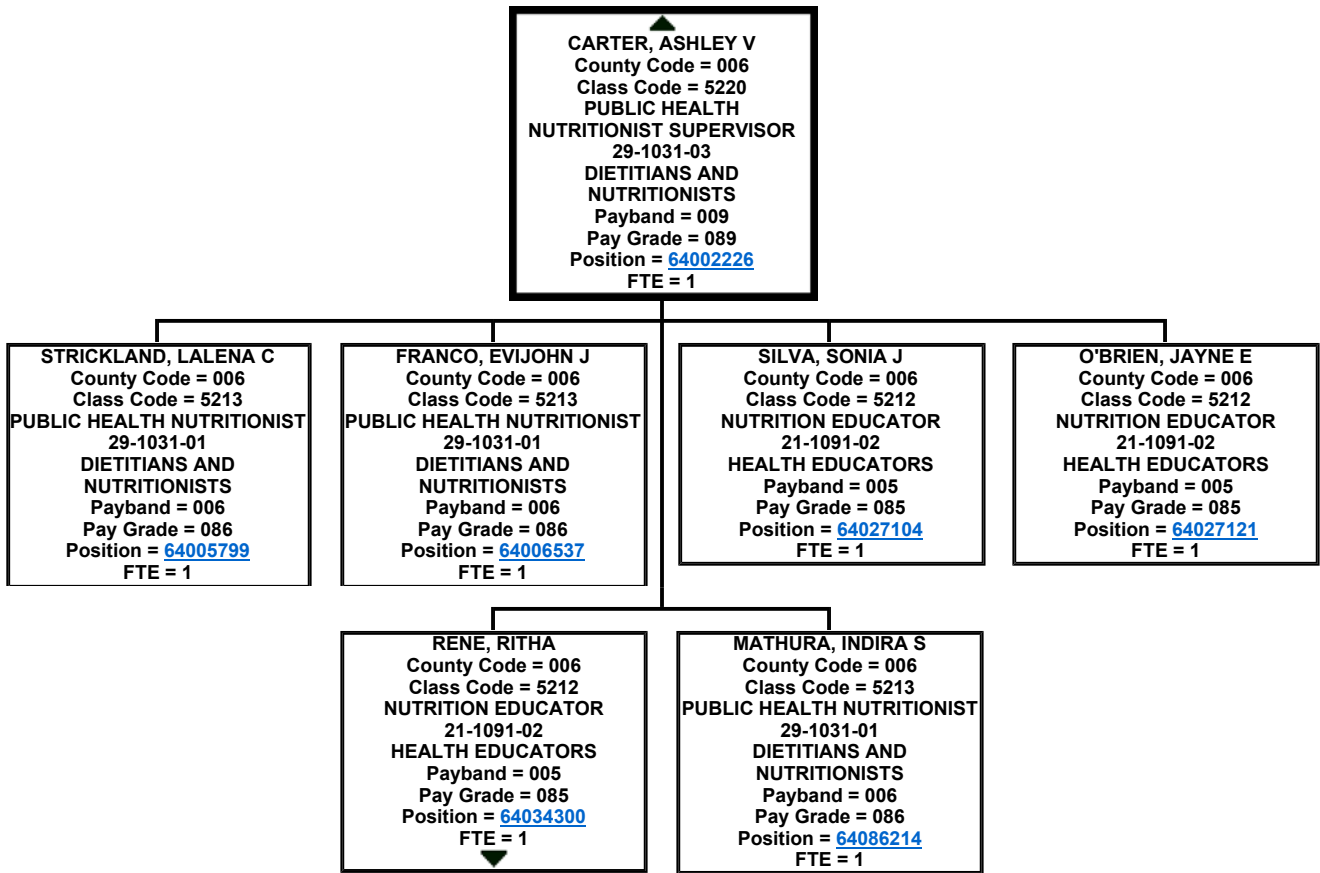 CARTER, ASHLEY V
County Code = 006
Class Code = 5220
PUBLIC HEALTH
NUTRITIONIST SUPERVISOR
29-1031-03
DIETITIANS AND
NUTRITIONISTS
Payband = 009
Pay Grade = 089
Position = 64002226
FTE = 1
STRICKLAND, LALENA C
County Code = 006
Class Code = 5213
PUBLIC HEALTH NUTRITIONIST
29-1031-01
DIETITIANS AND
NUTRITIONISTS
Payband = 006
Pay Grade = 086
Position = 64005799
FTE = 1
FRANCO, EVIJOHN J
County Code = 006
Class Code = 5213
PUBLIC HEALTH NUTRITIONIST
29-1031-01
DIETITIANS AND
NUTRITIONISTS
Payband = 006
Pay Grade = 086
Position = 64006537
FTE = 1
SILVA, SONIA J
County Code = 006
Class Code = 5212
NUTRITION EDUCATOR
21-1091-02
HEALTH EDUCATORS
Payband = 005
Pay Grade = 085
Position = 64027104
FTE = 1
O'BRIEN, JAYNE E
County Code = 006
Class Code = 5212
NUTRITION EDUCATOR
21-1091-02
HEALTH EDUCATORS
Payband = 005
Pay Grade = 085
Position = 64027121
FTE = 1
RENE, RITHA
County Code = 006
Class Code = 5212
NUTRITION EDUCATOR
21-1091-02
HEALTH EDUCATORS
Payband = 005
Pay Grade = 085
Position = 64034300
FTE = 1
MATHURA, INDIRA S
County Code = 006
Class Code = 5213
PUBLIC HEALTH NUTRITIONIST
29-1031-01
DIETITIANS AND
NUTRITIONISTS
Payband = 006
Pay Grade = 086
Position = 64086214
FTE = 1